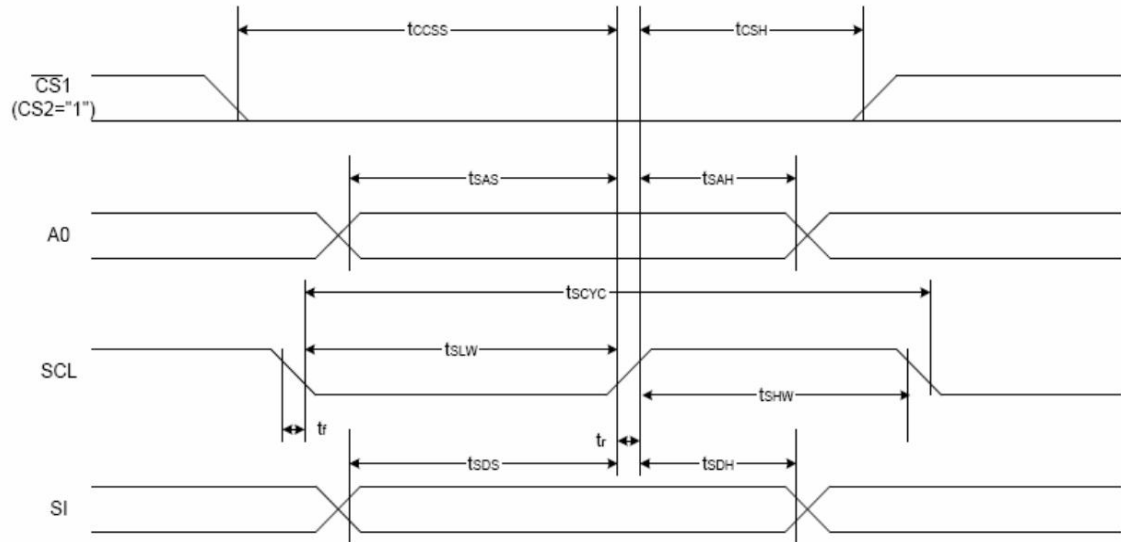 tCCSS
tCSH
CS1
(CS2="1")
tSAS
tSAH
A0
tSCYC
tSLW
SCL
tSHW
tf
tr
tSDS
tSDH
SI